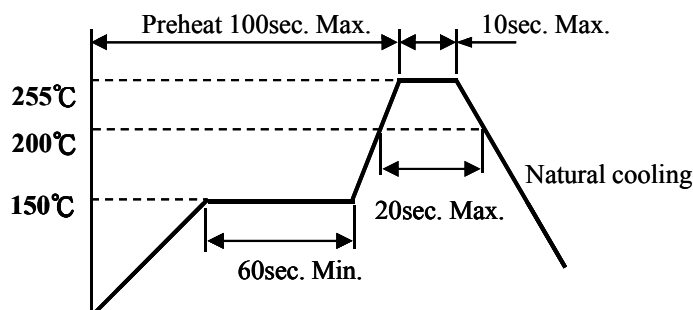 Preheat 100sec. Max.
10sec. Max.
255℃
200℃
Natural cooling
150℃
20sec. Max.
60sec. Min.